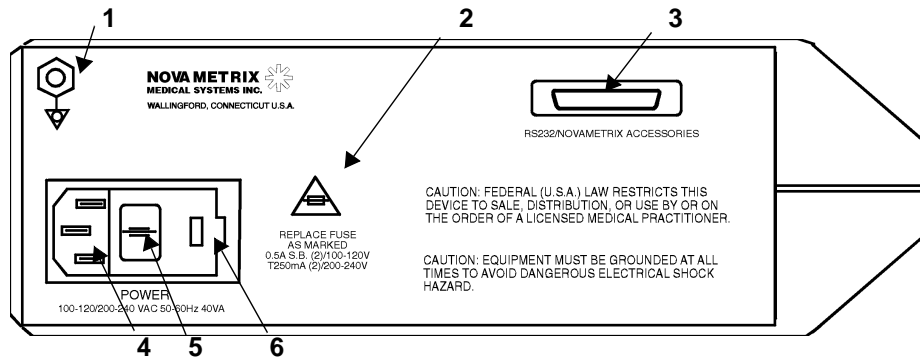 1
2
3
NOVAMETRIX
MEDICAL SYSTEMS INC.
WALLINGFORD, CONNECTICUT U.S.A.
RS232/NOVAMETRIX ACCESSORIES
REPLACE FUSE
AS MARKED
0.5A S.B. (2)/100-120V
T250mA (2)/200-240V
CAUTION: FEDERAL (U.S.A.) LAW RESTRICTS THIS
DEVICE TO SALE, DISTRIBUTION, OR USE BY OR ON
THE ORDER OF A LICENSED MEDICAL PRACTITIONER.
CAUTION: EQUIPMENT MUST BE GROUNDED AT ALL
TIMES TO AVOID DANGEROUS ELECTRICAL SHOCK
HAZARD.
POWER
100-120/200-240 VAC 50-60Hz 40VA
4
5
6